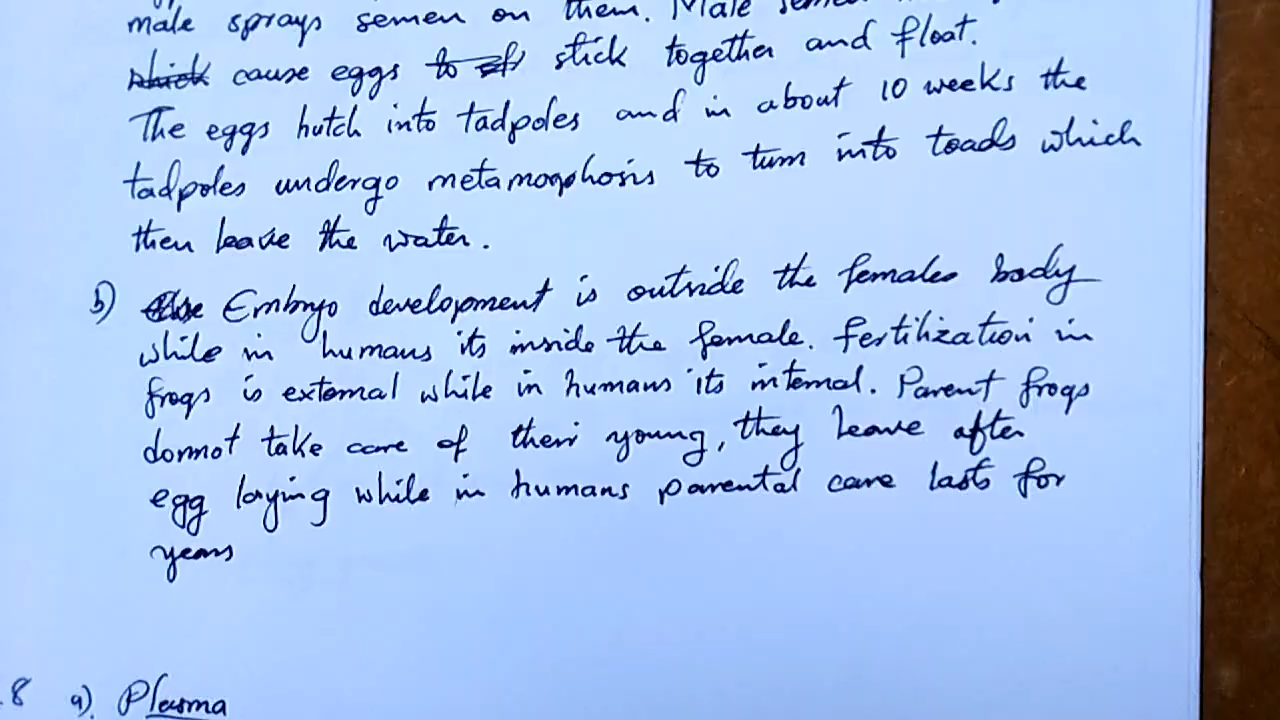 male sprays semen on them. Male
which cause eggs to stick together and float.
The eggs hutch into tadpoles and in about 10 weeks the
tadpoles undergo metamorphosis to turn into toads which
then leave the water.
b) Embryo development is outside the females body
while in humans its inside the female. Fertilization in
frogs is external while in humans its internal. Parent frogs
donnot take care of their young, they leave after
egg laying while in humans parental care lasts for
years
8 a). Plasma